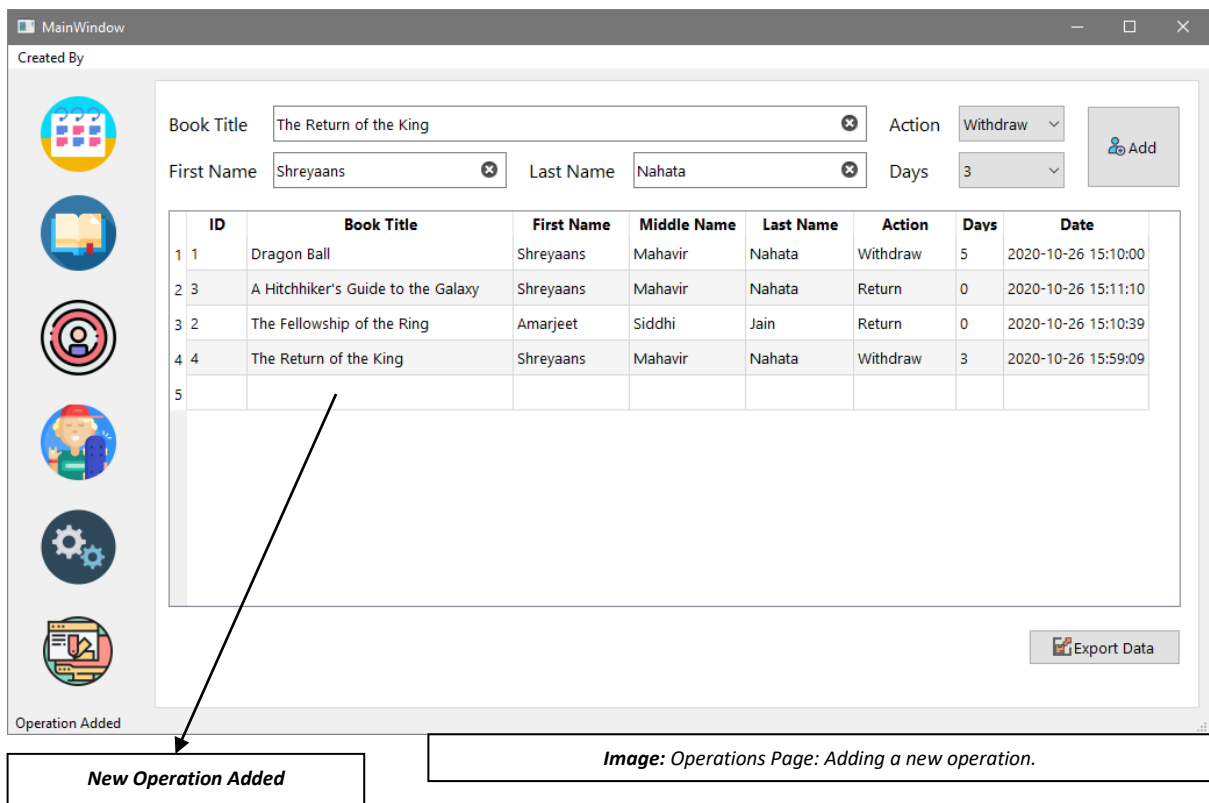 MainWindow
Created By
Book Title The Return of the King Action Withdraw
Add
First Name Shreyaans Last Name Nahata Days 3
ID Book Title First Name Middle Name Last Name Action Days Date
1 1 Dragon Ball Shreyaans Mahavir Nahata Withdraw 5 2020-10-26 15:10:00
2 3 A Hitchhiker's Guide to the Galaxy Shreyaans Mahavir Nahata Return 0 2020-10-26 15:11:10
3 2 The Fellowship of the Ring Amarjeet Siddhi Jain Return 0 2020-10-26 15:10:39
4 4 The Return of the King Shreyaans Mahavir Nahata Withdraw 3 2020-10-26 15:59:09
5
Export Data
Operation Added
New Operation Added
Image: Operations Page: Adding a new operation.